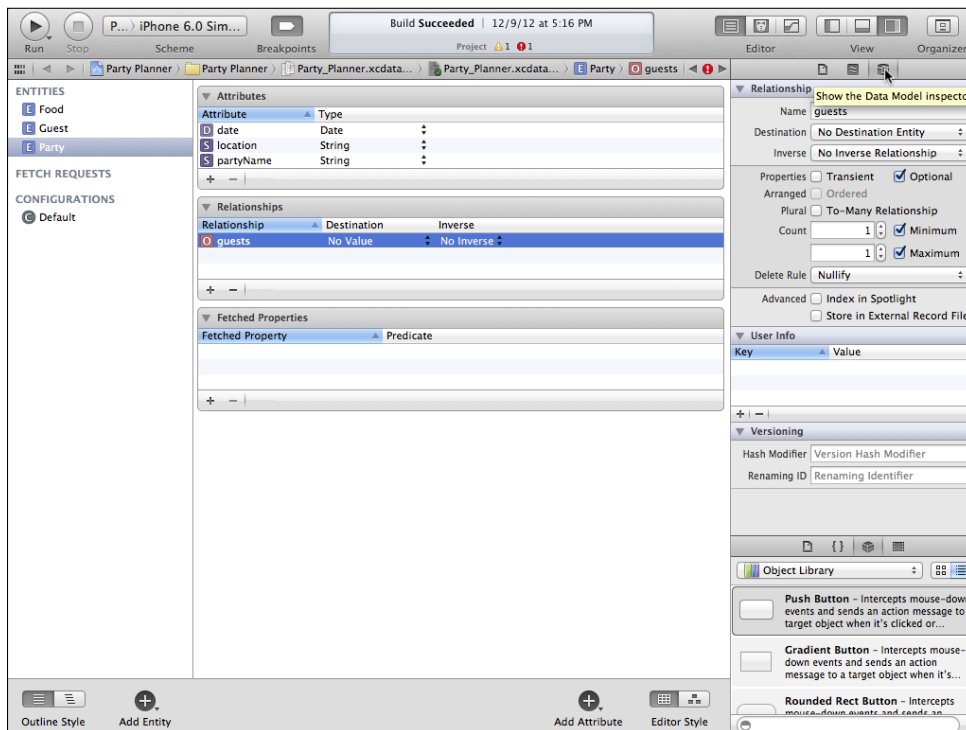 P...〉iPhone 6.0 Sim...
Build Succeeded | 12/9/12 at 5:16 PM
Project 1 1
Run Stop Scheme Breakpoints Editor View Organizer
Party Planner 〉 Party Planner 〉 Party_Planner.xcdata... 〉 Party_Planner.xcdata... 〉 E Party 〉 O guests
ENTITIES
E Food
E Guest
E Party
FETCH REQUESTS
CONFIGURATIONS
C Default
Attributes
Attribute Type
D date Date
S location String
S partyName String
+ −
Relationships
Relationship Destination Inverse
O guests No Value No Inverse
+ −
Fetched Properties
Fetched Property Predicate
+ −
Relationship
Show the Data Model inspecto
Name guests
Destination No Destination Entity
Inverse No Inverse Relationship
Properties Transient Optional
Arranged Ordered
Plural To-Many Relationship
Count 1 Minimum
1 Maximum
Delete Rule Nullify
Advanced Index in Spotlight
Store in External Record File
User Info
Key Value
+ −
Versioning
Hash Modifier Version Hash Modifier
Renaming ID Renaming Identifier
{}
Object Library
Push Button – Intercepts mouse-down
events and sends an action message to
target object when it's clicked or...
Gradient Button – Intercepts mouse-
down events and sends an action
message to a target object when it's...
Rounded Rect Button – Intercepts
mouse-down events and sends an
Outline Style Add Entity Add Attribute Editor Style